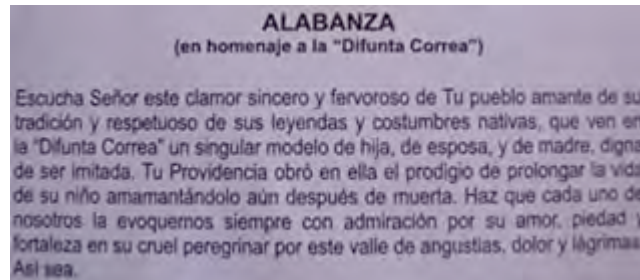 ALABANZA
(en homenaje a la "Difunta Correa")
Escucha Señor este clamor sincero y fervoroso de Tu pueblo amante de su
tradición y respetuoso de sus leyendas y costumbres nativas, que ven en
la "Difunta Correa" un singular modelo de hija, de esposa, y de madre, digna
de ser imitada. Tu Providencia obró en ella el prodigio de prolongar la vida
de su niño amamantándolo aún después de muerta. Haz que cada uno de
nosotros la evoquemos siempre con admiración por su amor, piedad y
fortaleza en su cruel peregrinar por este valle de angustias, dolor y lágrimas
Asi sea.